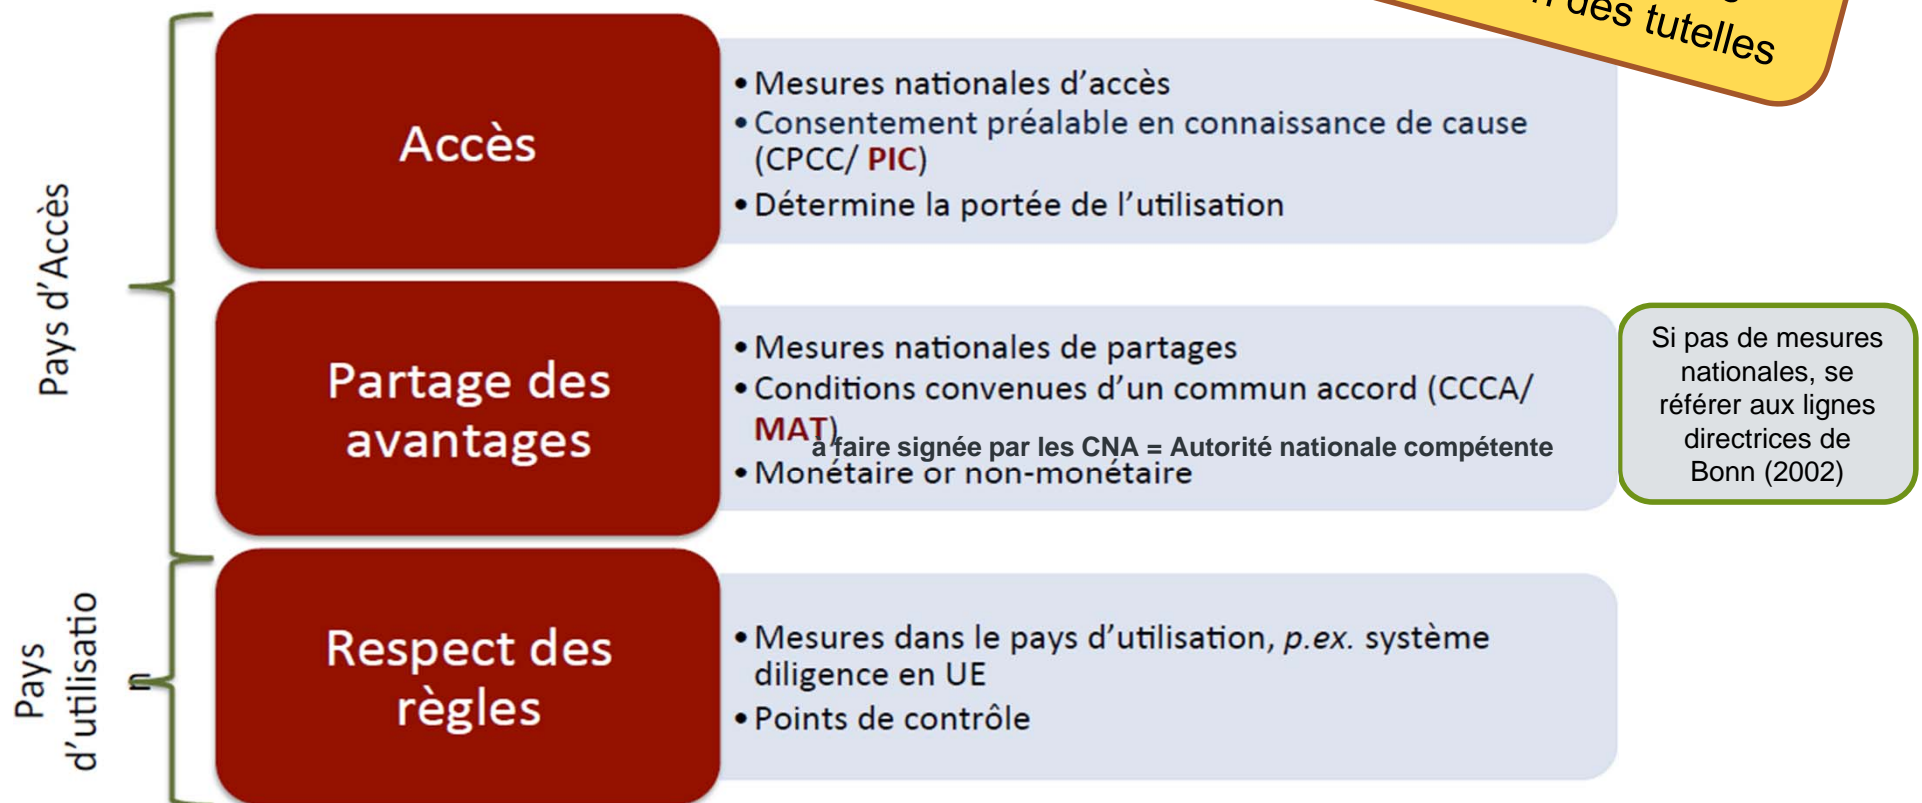 des tutelles
Accès
• Mesures nationales d'accès
• Consentement préalable en connaissance de cause
(CPCC/ PIC)
• Détermine la portée de l'utilisation
Pays d'Accès
Partage des
avantages
• Mesures nationales de partages
• Conditions convenues d'un commun accord (CCCA/
MAT)
à faire signée par les CNA = Autorité nationale compétente
• Monétaire or non-monétaire
Si pas de mesures
nationales, se
référer aux lignes
directrices de
Bonn (2002)
Pays
d'utilisatio
n
Respect des
règles
• Mesures dans le pays d'utilisation, p.ex. système
diligence en UE
• Points de contrôle